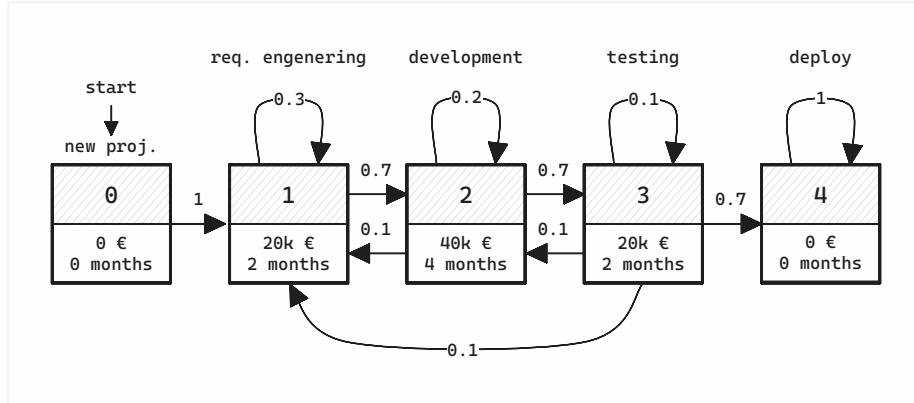 req. engenering
development
testing
deploy
start
0.3
0.2
0.1
1
new proj.
0.7
0.7
0
1
1
2
3
0.7
4
0.1
0.1
0 €
0 months
20k €
2 months
40k €
4 months
20k €
2 months
0 €
0 months
0.1